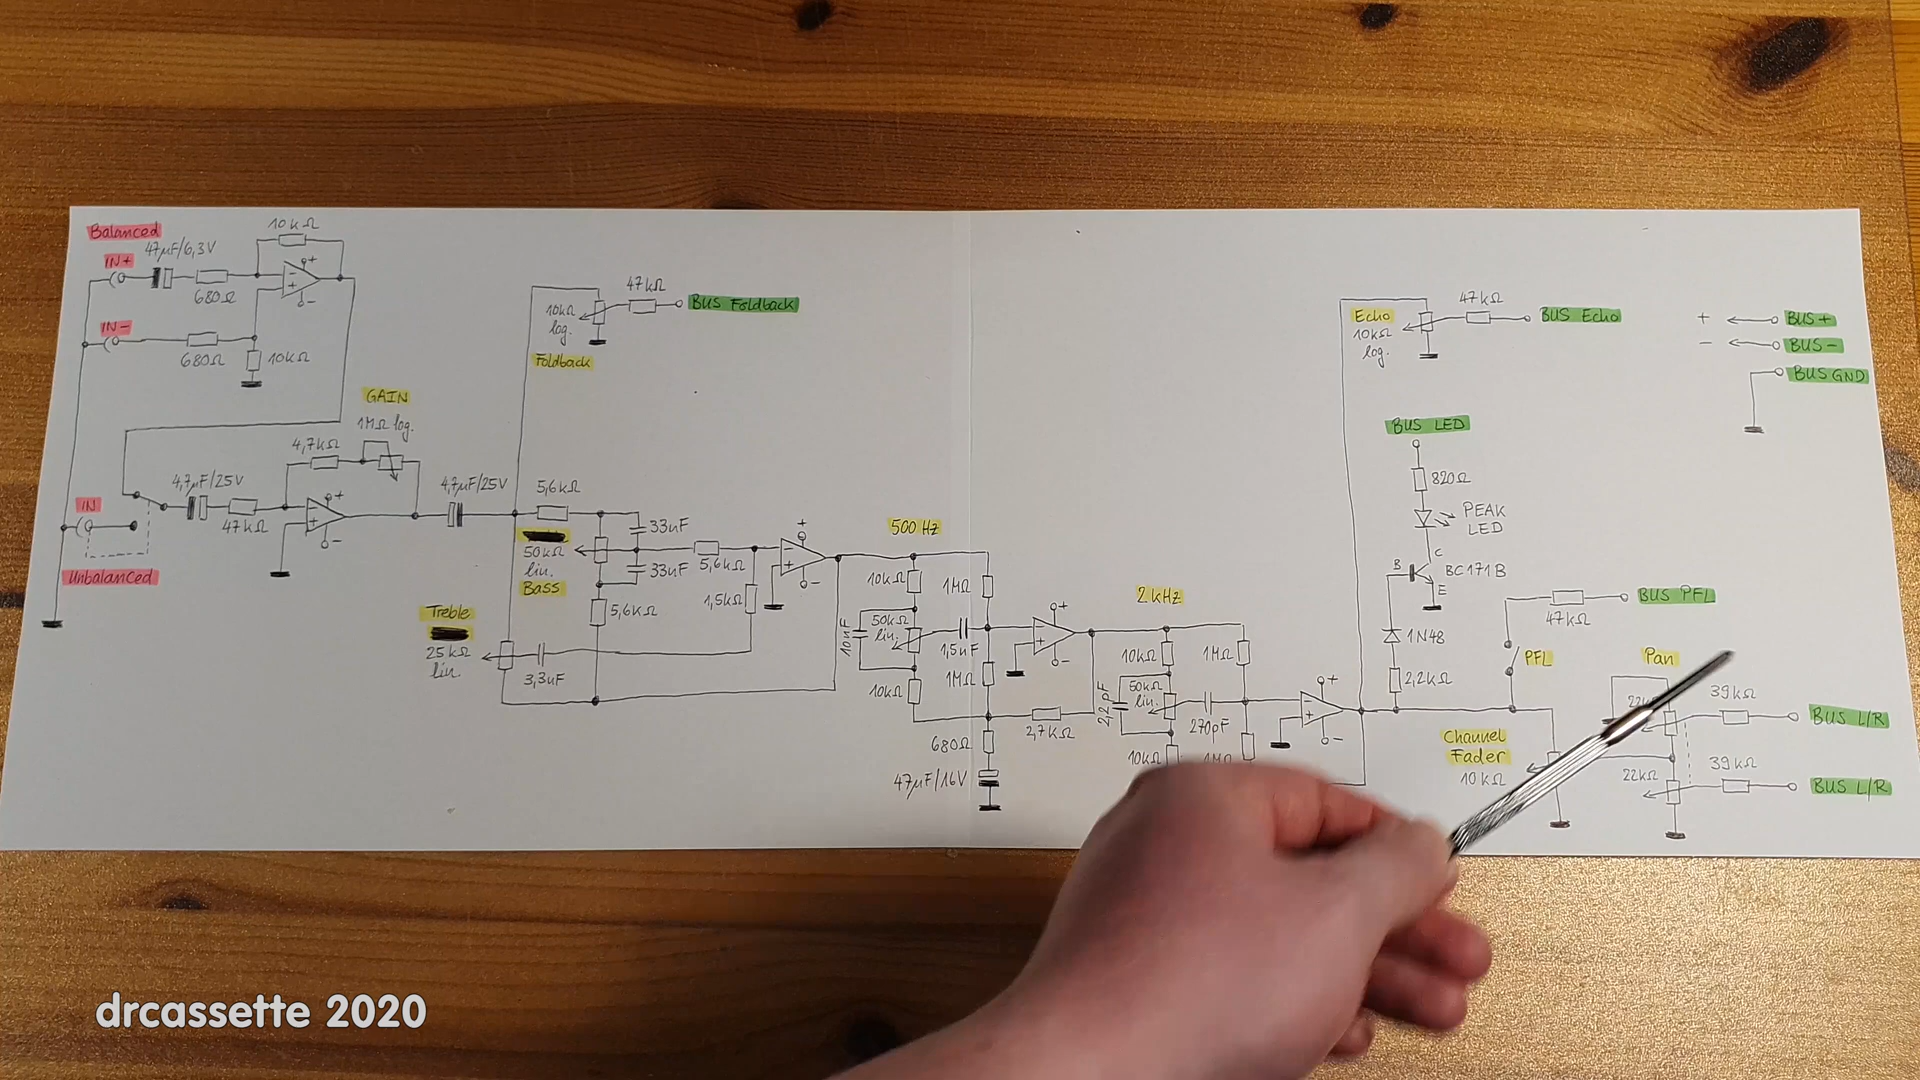 Balanced
IN+
47µF/6,3V
680Ω
10kΩ
+
-
IN-
680Ω
10kΩ
GAIN
1MΩ log.
4,7kΩ
4,7µF/25V
47kΩ
+
-
IN
Unbalanced
4,7µF/25V
47kΩ
BUS Foldback
10kΩ
log.
Foldback
5,6kΩ
33nF
33nF
50kΩ
lin.
Bass
5,6kΩ
5,6kΩ
1,5kΩ
+
-
Treble
25kΩ
lin.
3,3nF
500 Hz
10kΩ
1MΩ
10nF
50kΩ
lin.
1,5nF
10kΩ
1MΩ
2,7kΩ
680Ω
47µF/16V
+
-
2 kHz
10kΩ
1MΩ
2,2pF
50kΩ
lin.
270pF
10kΩ
1MΩ
+
-
Echo
10kΩ
log.
47kΩ
BUS Echo
+
BUS+
-
BUS-
BUS GND
BUS LED
820Ω
PEAK
LED
C
B
E
BC171B
1N48
2,2kΩ
47kΩ
BUS PFL
PFL
Pan
Channel
Fader
10kΩ
39kΩ
BUS L/R
22kΩ
39kΩ
BUS L/R
drcassette 2020